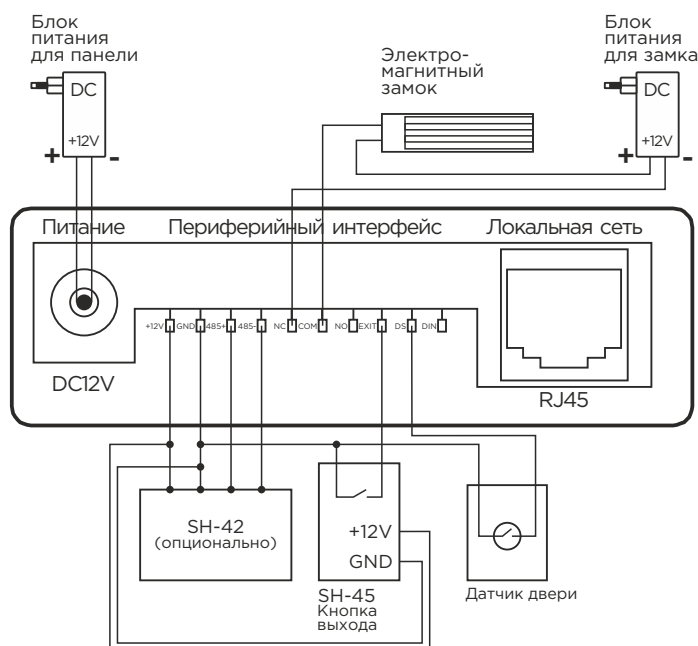 Блок
питания
для панели
DC
+12V
+ -
Электро-
магнитный
замок
Блок
питания
для замка
DC
+12V
+ -
Питание
Периферийный интерфейс
Локальная сеть
+12V GND 485+ 485- NC COM NO EXIT DS DIN
DC12V
RJ45
SH-42
(опционально)
+12V
GND
SH-45
Кнопка
выхода
Датчик двери